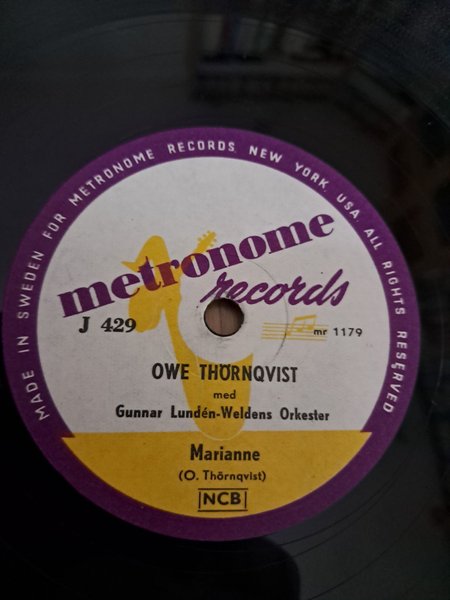 MADE IN SWEDEN FOR METRONOME RECORDS, NEW YORK, USA. ALL RIGHTS RESERVED
metronome
records
J 429
mr 1179
OWE THÖRNQVIST
med
Gunnar Lundén-Weldens Orkester
Marianne
(O. Thörnqvist)
NCB